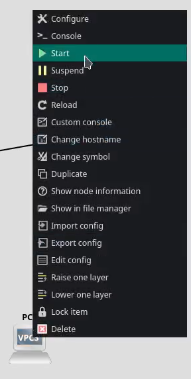 Configure
>_ Console
Start
Suspend
Stop
Reload
Custom console
Change hostname
Change symbol
Duplicate
Show node information
Show in file manager
Import config
Export config
Edit config
Raise one layer
Lower one layer
Lock item
PC
Delete
VPCS